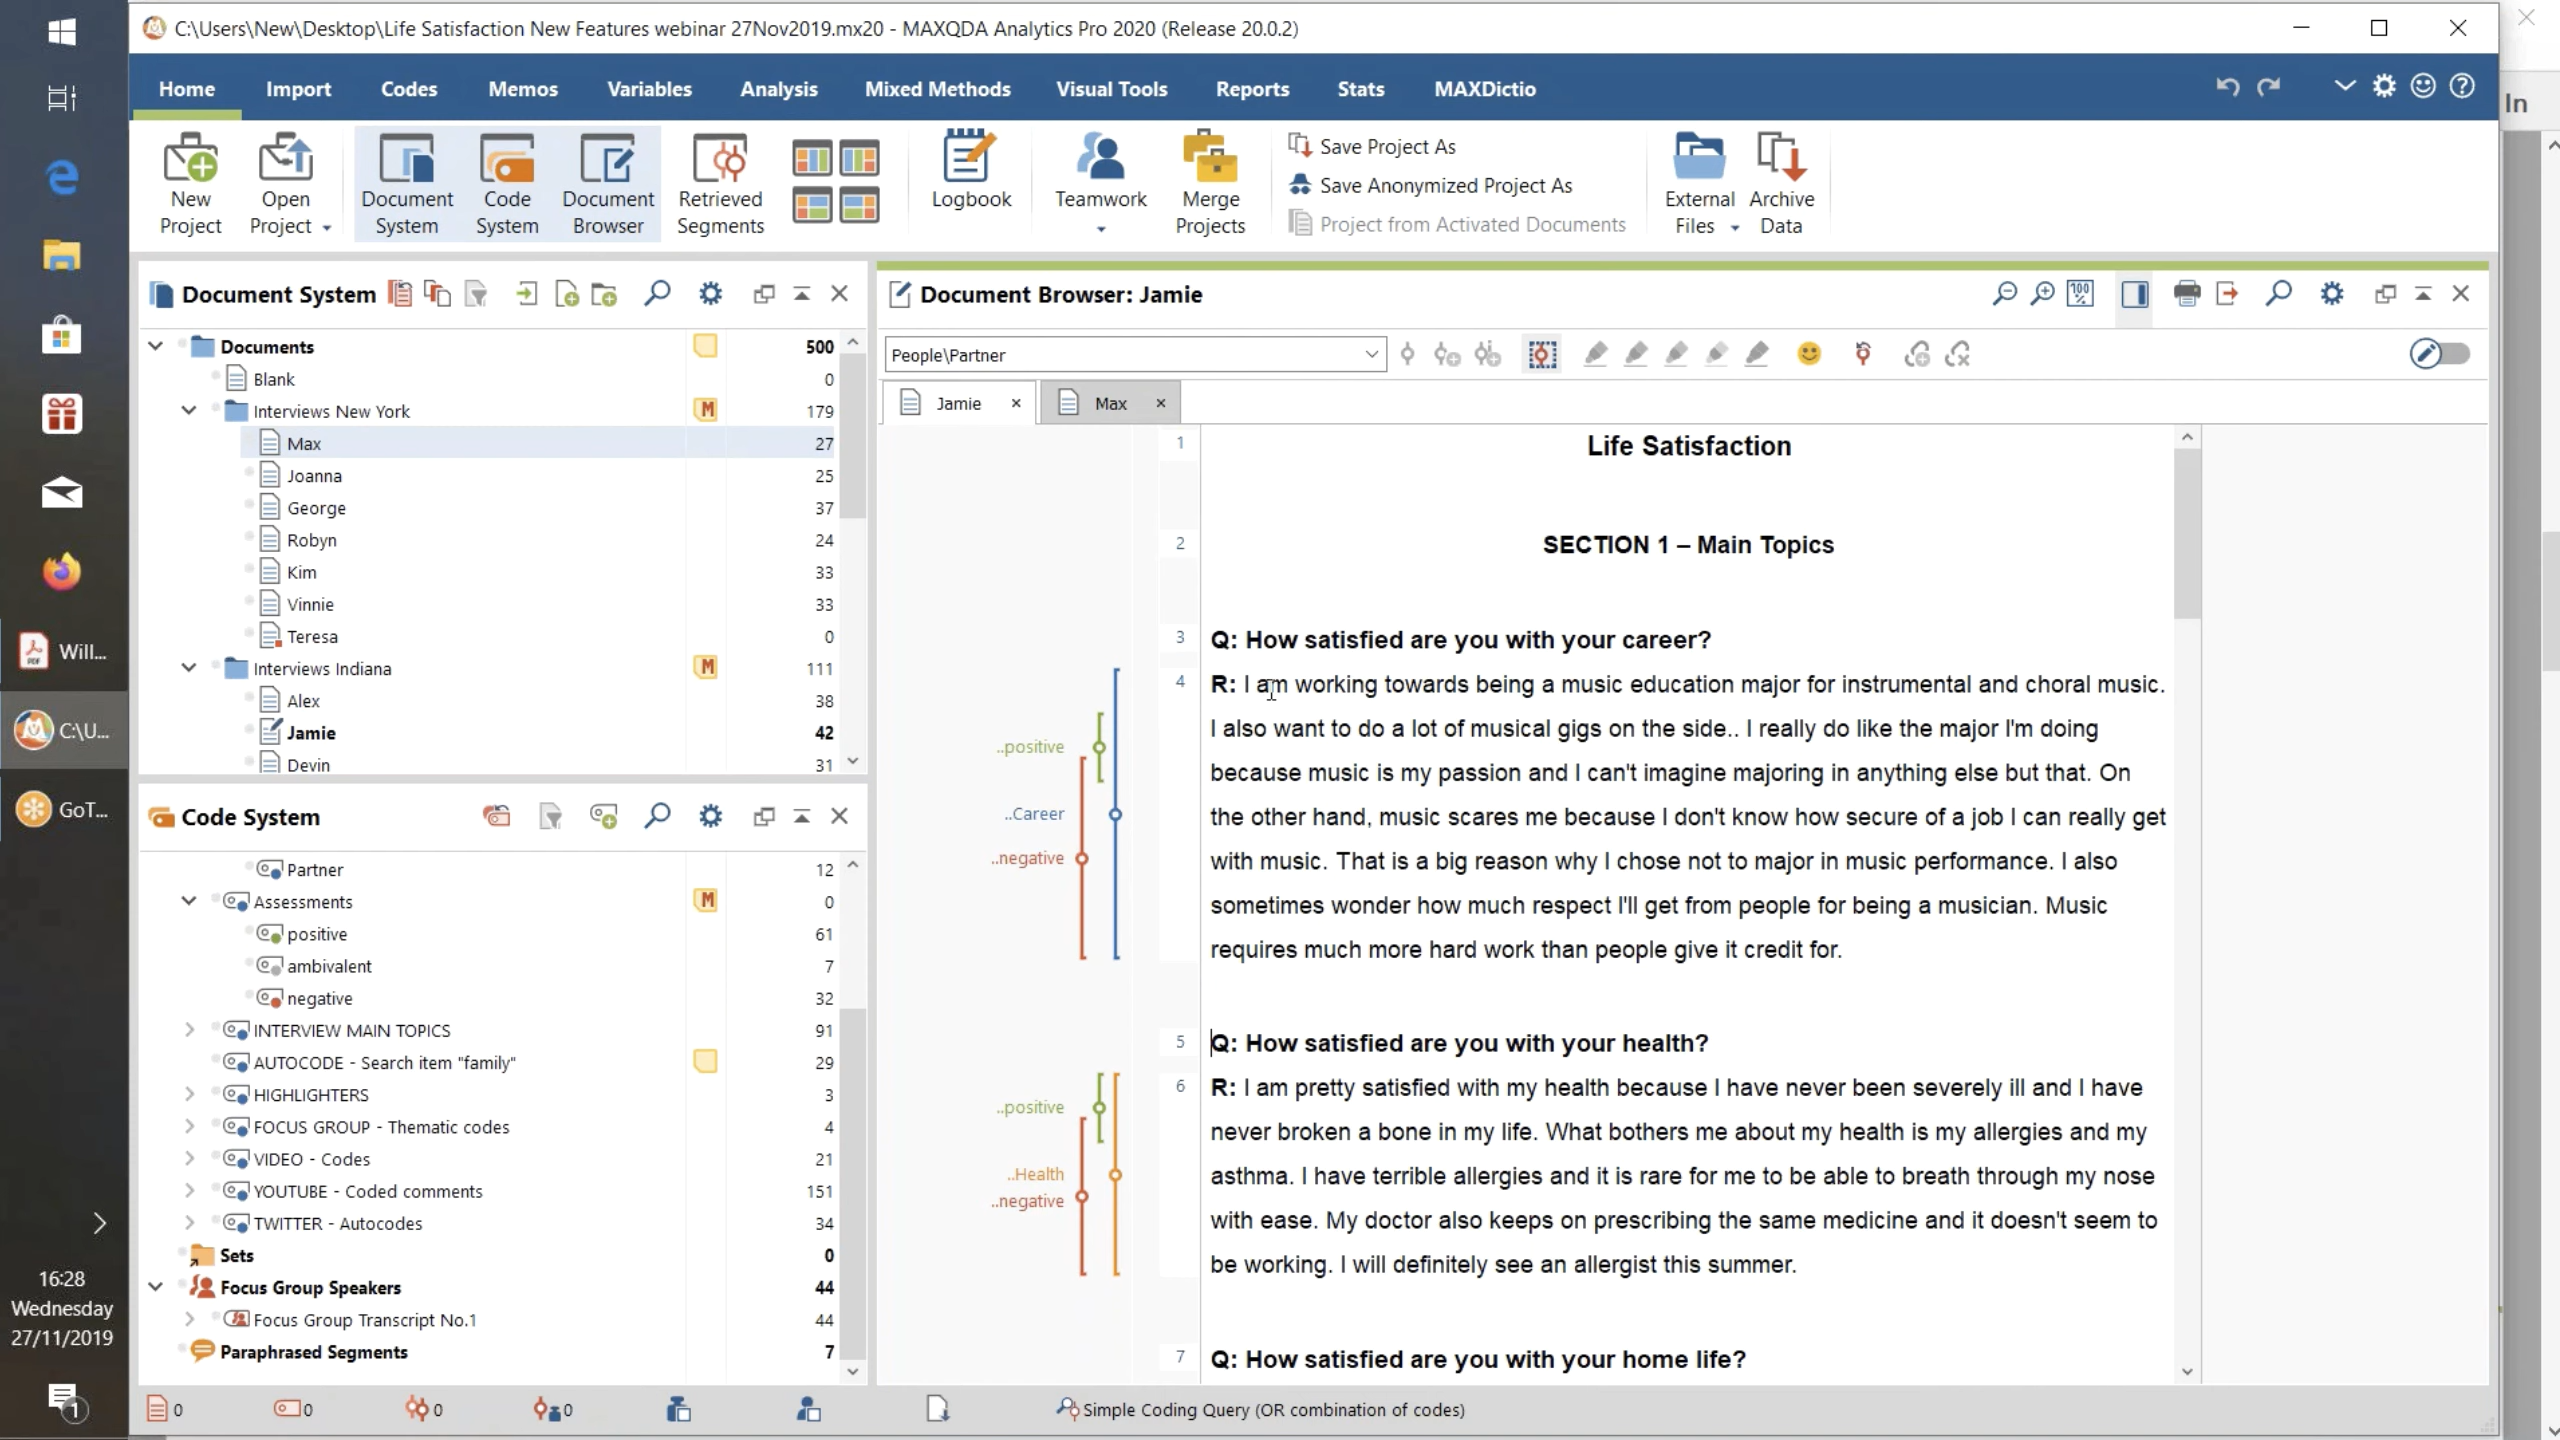 C:\Users\New\Desktop\Life Satisfaction New Features webinar 27Nov2019.mx20 - MAXQDA Analytics Pro 2020 (Release 20.0.2)
Home Import Codes Memos Variables Analysis Mixed Methods Visual Tools Reports Stats MAXDictio
In
New Project
Open Project
Document System
Code System
Document Browser
Retrieved Segments
Logbook
Teamwork
Merge Projects
Save Project As
Save Anonymized Project As
Project from Activated Documents
External Files
Archive Data
Document System
Documents 500
Blank 0
Interviews New York M 179
Max 27
Joanna 25
George 37
Robyn 24
Kim 33
Vinnie 33
Teresa 0
Interviews Indiana M 111
Alex 38
Jamie 42
Devin 31
Code System
Partner 12
Assessments M 0
positive 61
ambivalent 7
negative 32
INTERVIEW MAIN TOPICS 91
AUTOCODE - Search item "family" 29
HIGHLIGHTERS 3
FOCUS GROUP - Thematic codes 4
VIDEO - Codes 21
YOUTUBE - Coded comments 151
TWITTER - Autocodes 34
Sets 0
Focus Group Speakers 44
Focus Group Transcript No.1 44
Paraphrased Segments 7
Document Browser: Jamie
100 %
People\Partner
Jamie
Max
1 Life Satisfaction
2 SECTION 1 – Main Topics
3 Q: How satisfied are you with your career?
4 R: I am working towards being a music education major for instrumental and choral music.
I also want to do a lot of musical gigs on the side.. I really do like the major I'm doing
..positive
because music is my passion and I can't imagine majoring in anything else but that. On
..Career
the other hand, music scares me because I don't know how secure of a job I can really get
..negative
with music. That is a big reason why I chose not to major in music performance. I also
sometimes wonder how much respect I'll get from people for being a musician. Music
requires much more hard work than people give it credit for.
5 Q: How satisfied are you with your health?
6 R: I am pretty satisfied with my health because I have never been severely ill and I have
..positive
never broken a bone in my life. What bothers me about my health is my allergies and my
..Health
asthma. I have terrible allergies and it is rare for me to be able to breath through my nose
..negative
with ease. My doctor also keeps on prescribing the same medicine and it doesn't seem to
be working. I will definitely see an allergist this summer.
7 Q: How satisfied are you with your home life?
0 0 0 0
Simple Coding Query (OR combination of codes)
Will...
C:\U...
GoT...
16:28
Wednesday
27/11/2019
1